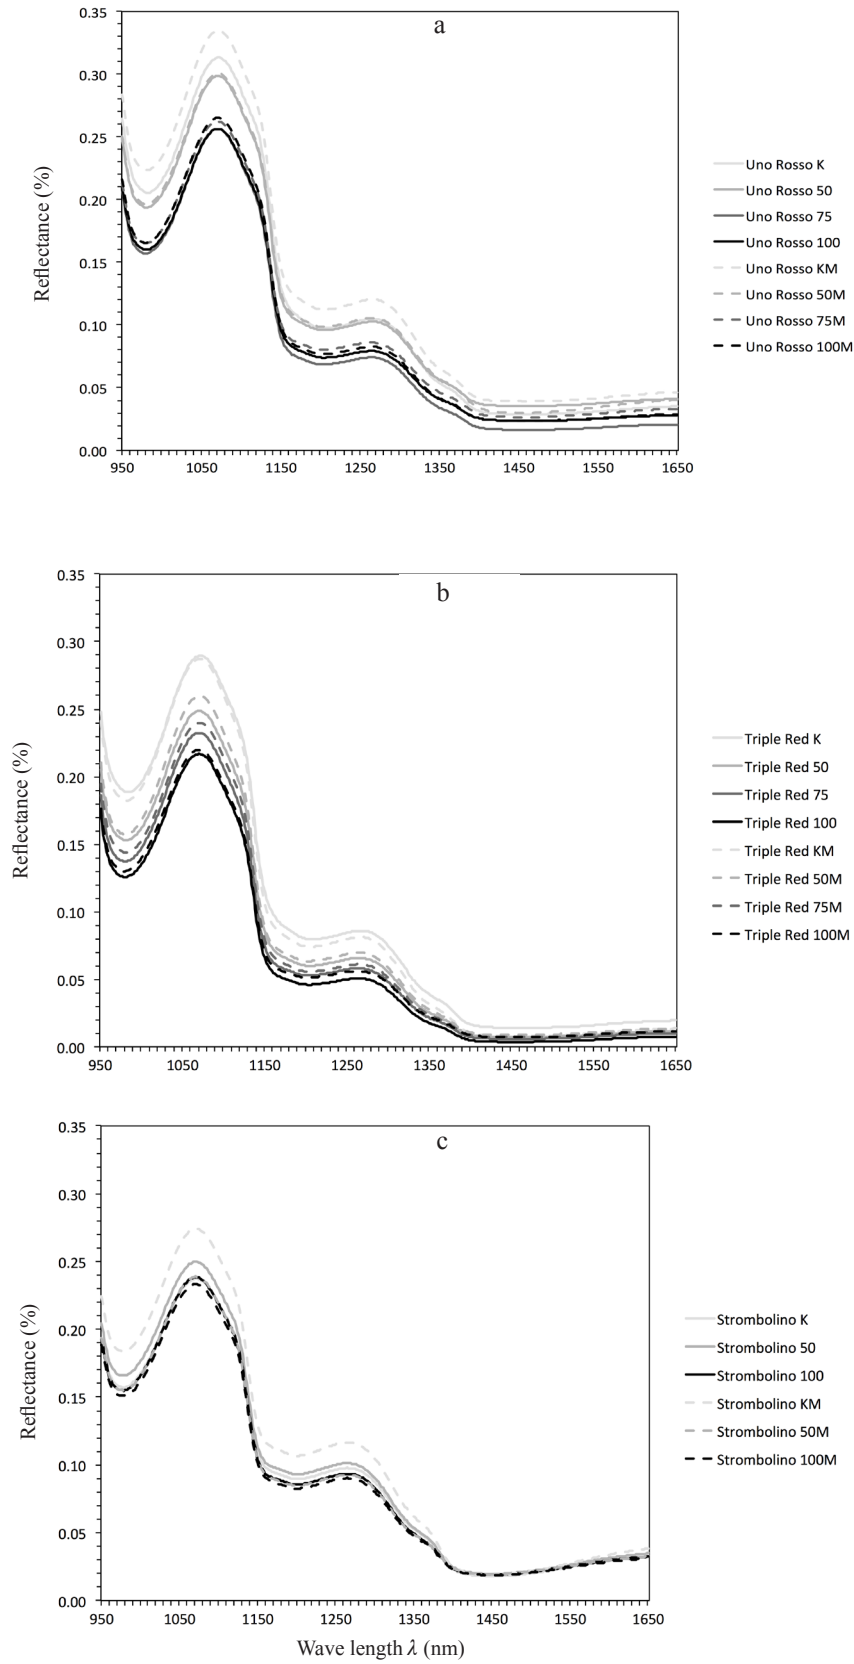 a
0.35
0.30
0.25
0.20
0.15
0.10
0.05
0.00
Reflectance (%)
950 1050 1150 1250 1350 1450 1550 1650
Uno Rosso K
Uno Rosso 50
Uno Rosso 75
Uno Rosso 100
Uno Rosso KM
Uno Rosso 50M
Uno Rosso 75M
Uno Rosso 100M
b
0.35
0.30
0.25
0.20
0.15
0.10
0.05
0.00
Reflectance (%)
950 1050 1150 1250 1350 1450 1550 1650
Triple Red K
Triple Red 50
Triple Red 75
Triple Red 100
Triple Red KM
Triple Red 50M
Triple Red 75M
Triple Red 100M
c
0.35
0.30
0.25
0.20
0.15
0.10
0.05
0.00
Reflectance (%)
950 1050 1150 1250 1350 1450 1550 1650
Wave length λ (nm)
Strombolino K
Strombolino 50
Strombolino 100
Strombolino KM
Strombolino 50M
Strombolino 100M